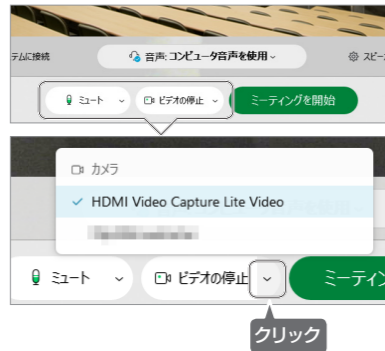 テムに接続
音声: コンピュータ音声を使用
スピー
ミュート
ビデオの停止
ミーティングを開始
カメラ
HDMI Video Capture Lite Video
ミュート
ビデオの停止
ミーティン
クリック